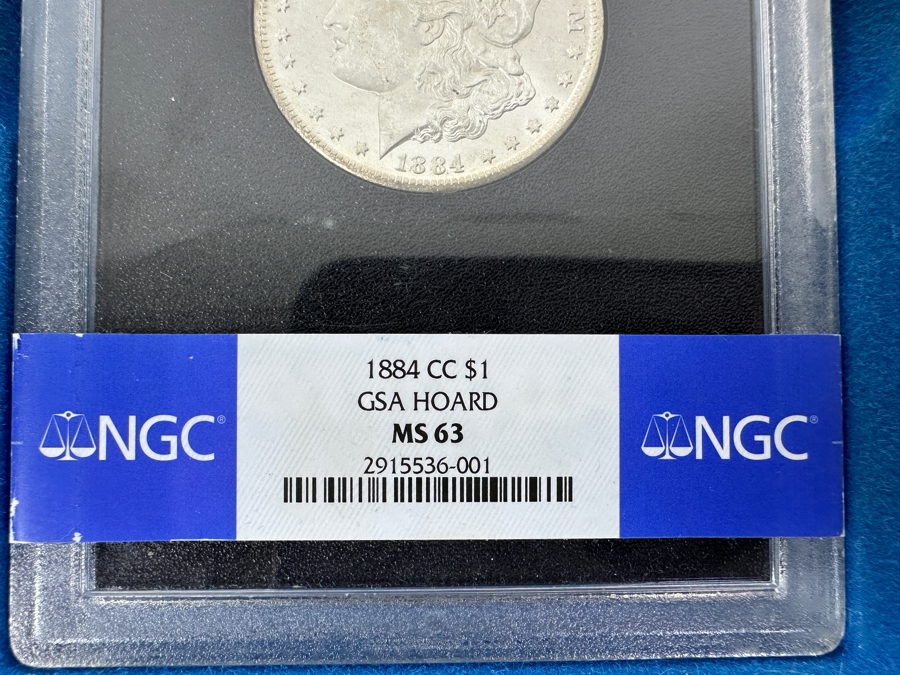 M
1884
1884 CC $1
GSA HOARD
NGC® MS 63 NGC®
2915536-001